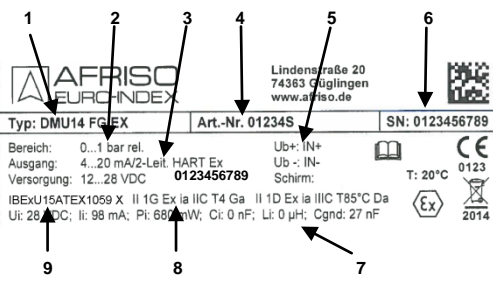 1 2 3 4 5 6
AFRISO
EURO-INDEX
Lindenstraße 20
74363 Güglingen
www.afriso.de
Typ: DMU14 FG EX Art.-Nr. 01234S SN: 0123456789
Bereich: 0...1 bar rel. Ub+: IN+
Ausgang: 4...20 mA/2-Leit. HART Ex Ub -: IN-
Versorgung: 12...28 VDC 0123456789 Schirm: T: 20°C 0123
IBExU15ATEX1059 X II 1G Ex ia IIC T4 Ga II 1D Ex ia IIIC T85°C Da
Ui: 28 VDC; Ii: 98 mA; Pi: 680 mW; Ci: 0 nF; Li: 0 µH; Cgnd: 27 nF
CE
Ex
2014
9 8 7